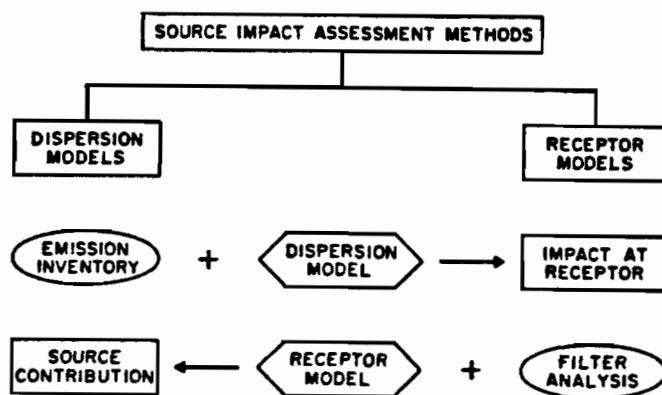 SOURCE IMPACT ASSESSMENT METHODS
DISPERSION
MODELS
RECEPTOR
MODELS
EMISSION
INVENTORY
+
DISPERSION
MODEL
IMPACT AT
RECEPTOR
SOURCE
CONTRIBUTION
RECEPTOR
MODEL
+
FILTER
ANALYSIS